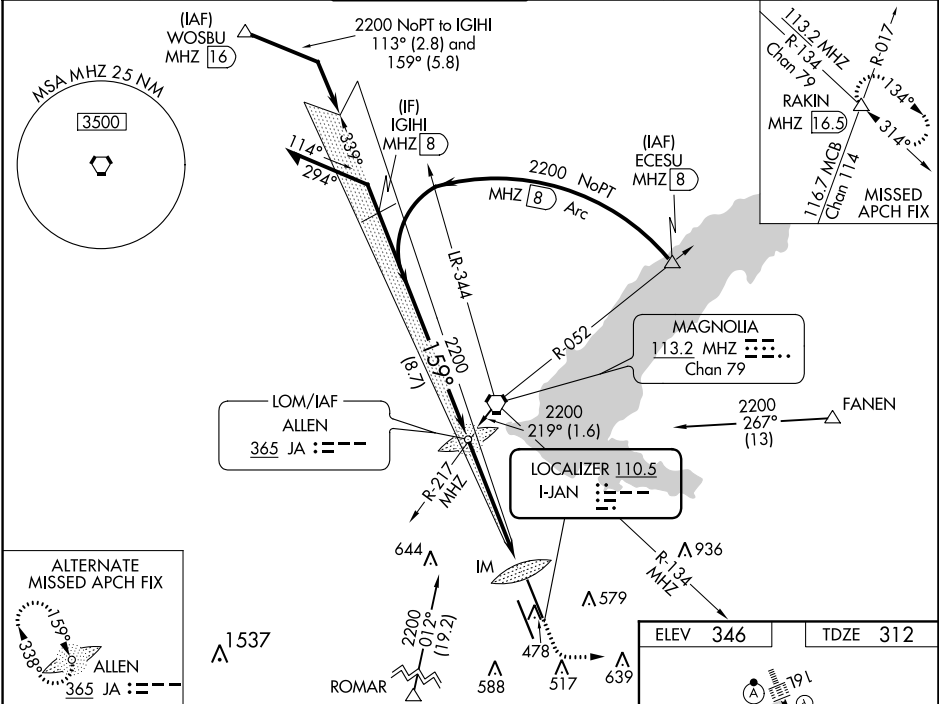 (IAF)
WOSBU
MHZ 16
2200 NoPT to IGIHI
113° (2.8) and
159° (5.8)
MSA MHZ 25 NM
3500
(IF)
IGIHI
MHZ 8
339°
114°
294°
2200 NoPT
MHZ 8 Arc
(IAF)
ECESU
MHZ 8
113.2 MHZ
R-134
Chan 79
R-017
RAKIN
MHZ 16.5
134°
314°
116.7 MCB
Chan 114
MISSED
APCH FIX
LR-344
R-052
2200
159°
(8.7)
MAGNOLIA
113.2 MHZ
Chan 79
LOM/IAF
ALLEN
365 JA
2200
219° (1.6)
2200
267°
(13)
FANEN
R-217
MHZ
LOCALIZER 110.5
I-JAN
R-134
MHZ
644
IM
936
579
478
639
517
588
2200
012°
(19.2)
ROMAR
1537
ALTERNATE
MISSED APCH FIX
159°
338°
ALLEN
365 JA
ELEV 346
TDZE 312
A
16L
A